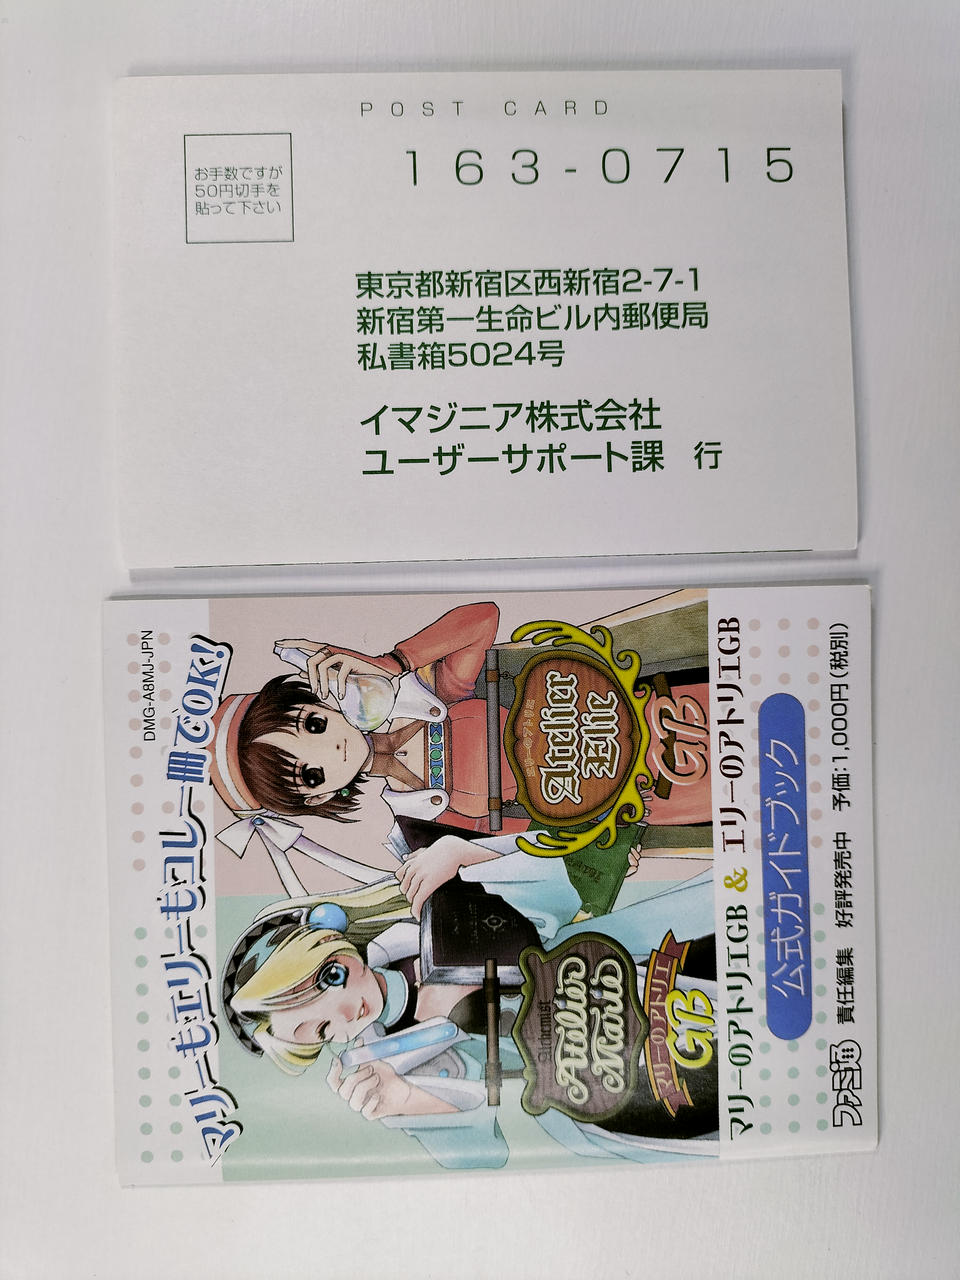 POST CARD
お手数ですが
50円切手を
貼って下さい
163-0715
東京都新宿区西新宿2-7-1
新宿第一生命ビル内郵便局
私書箱5024号
イマジニア株式会社
ユーザーサポート課 行
DMG-A8MJ-JPN
マリーもエリーもコレ一冊でOK!!
Atelier
Elie
GB
Alchemist
Atelier
Marie
マリーのアトリエ
GB
マリーのアトリエGB & エリーのアトリエGB
公式ガイドブック
ファミ通 責任編集 好評発売中 予価:1,000円(税別)